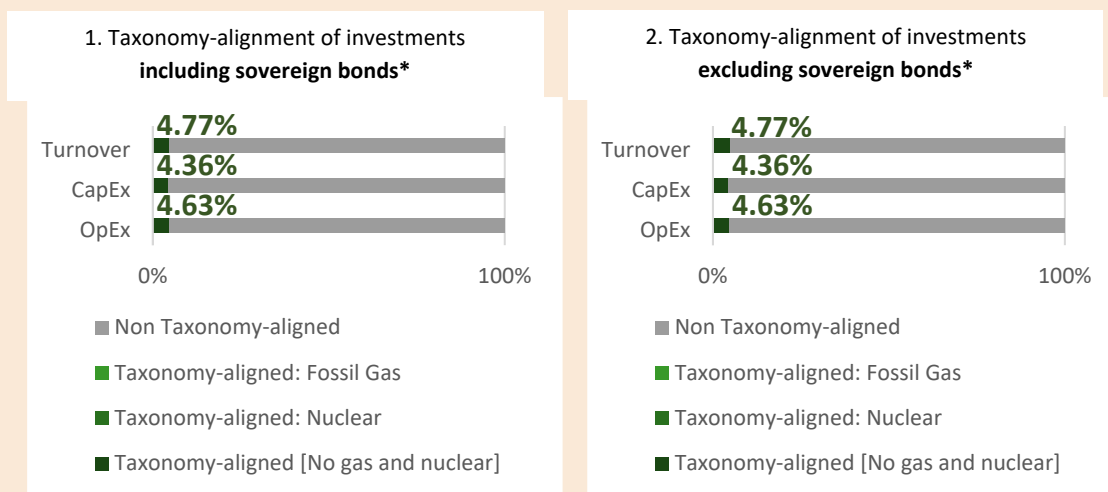 1. Taxonomy-alignment of investments
including sovereign bonds*
4.77%
Turnover
4.36%
CapEx
4.63%
OpEx
0%
100%
Non Taxonomy-aligned
Taxonomy-aligned: Fossil Gas
Taxonomy-aligned: Nuclear
Taxonomy-aligned [No gas and nuclear]
2. Taxonomy-alignment of investments
excluding sovereign bonds*
4.77%
Turnover
4.36%
CapEx
4.63%
OpEx
0%
100%
Non Taxonomy-aligned
Taxonomy-aligned: Fossil Gas
Taxonomy-aligned: Nuclear
Taxonomy-aligned [No gas and nuclear]